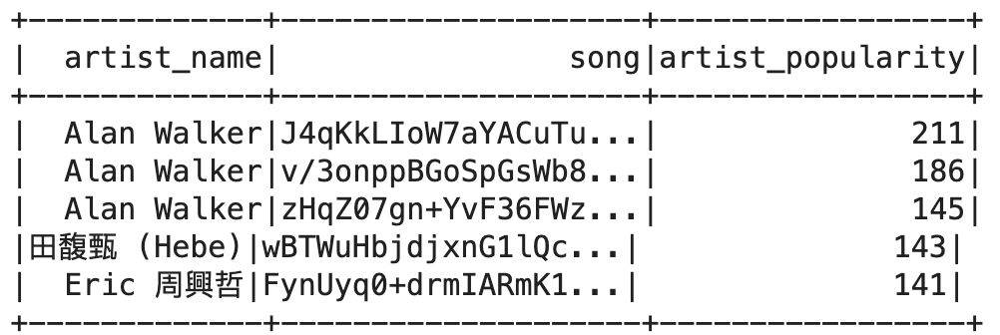 +-------------+--------------------+-----------------+
|  artist_name|                song|artist_popularity|
+-------------+--------------------+-----------------+
|  Alan Walker|J4qKkLIoW7aYACuTu...|              211|
|  Alan Walker|v/3onppBGoSpGsWb8...|              186|
|  Alan Walker|zHqZ07gn+YvF36FWz...|              145|
|田馥甄 (Hebe)|wBTWuHbjdjxnG1lQc...|              143|
|  Eric 周興哲|FynUyq0+drmIARmK1...|              141|
+-------------+--------------------+-----------------+